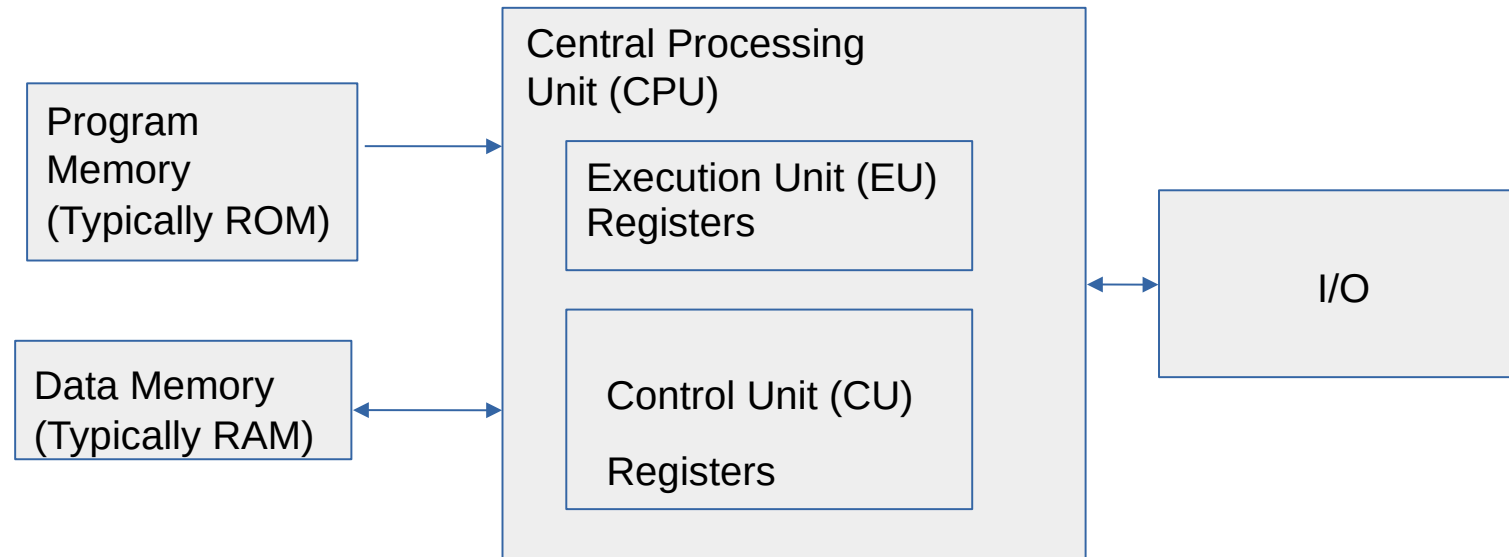 Central Processing
Unit (CPU)
Program
Memory
(Typically ROM)
Execution Unit (EU)
Registers
I/O
Data Memory
(Typically RAM)
Control Unit (CU)
Registers